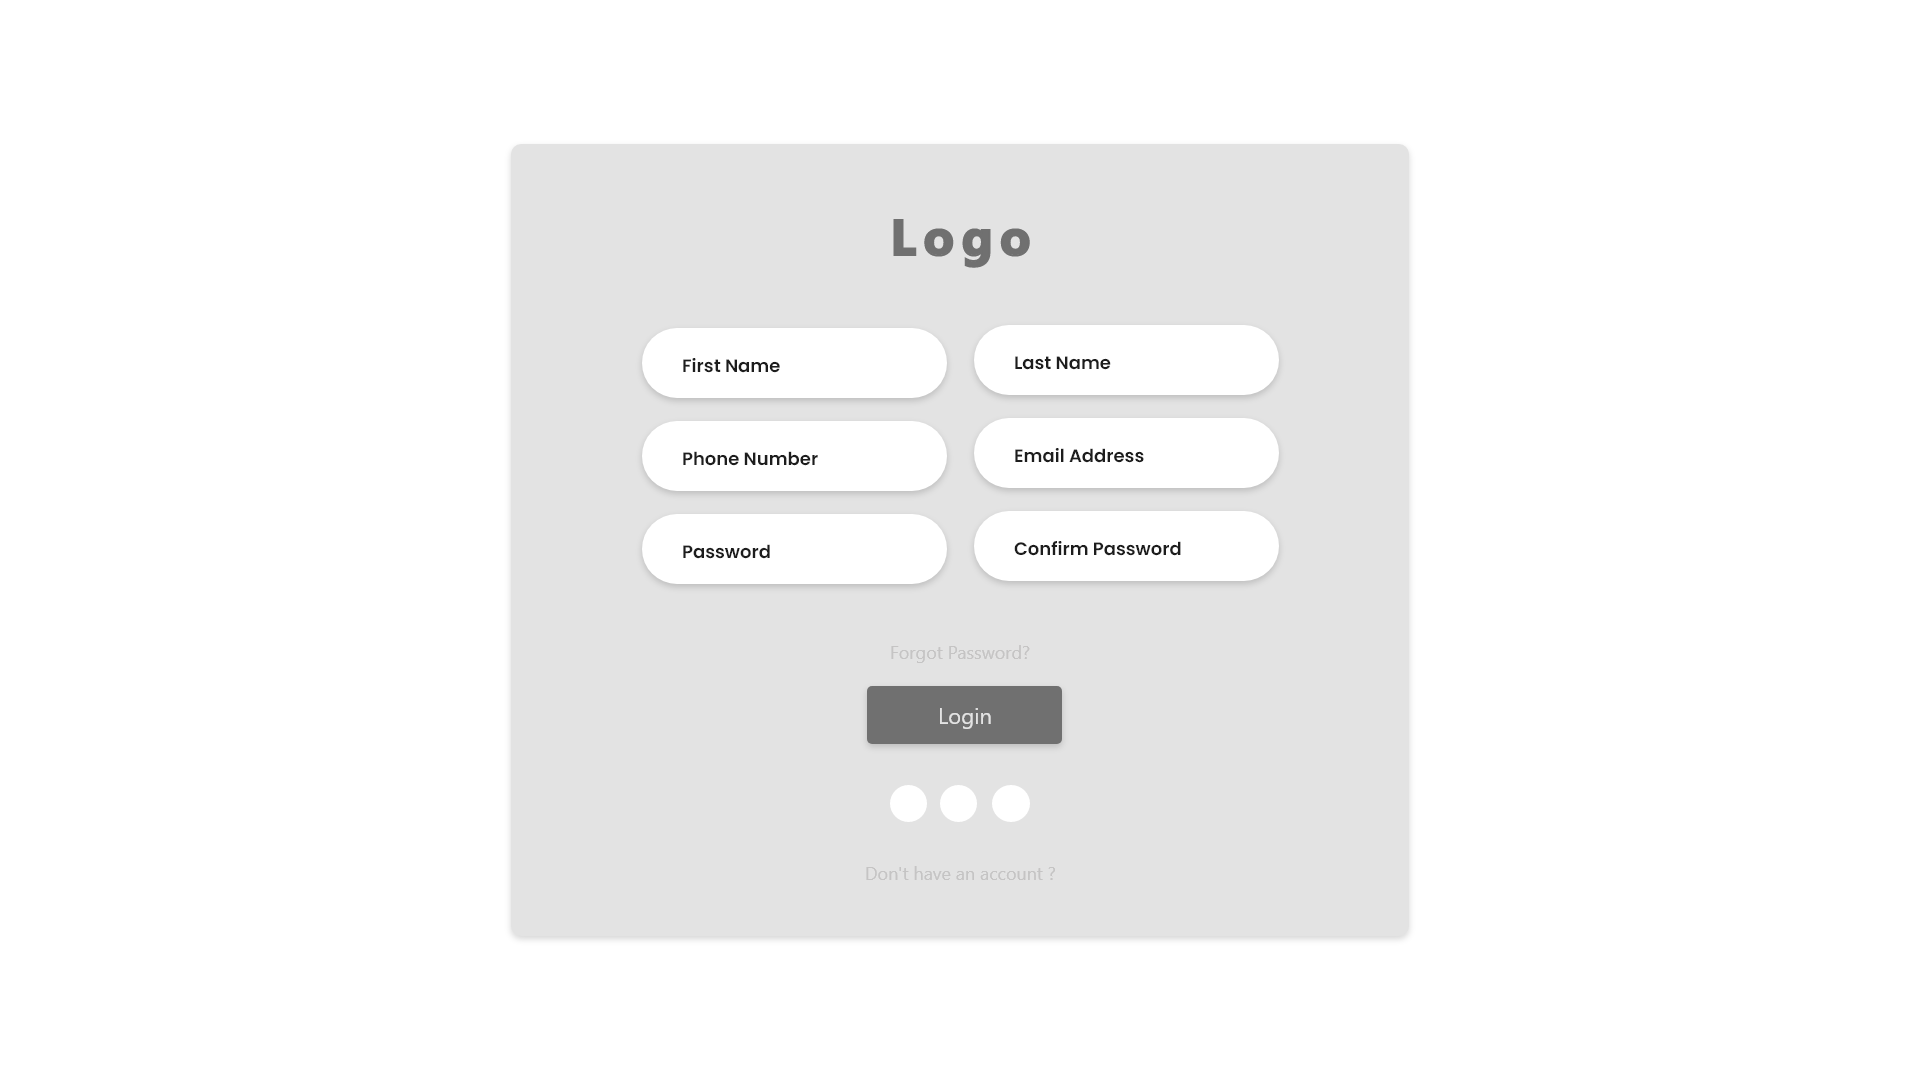 Logo
First Name
Last Name
Phone Number
Email Address
Password
Confirm Password
Forgot Password?
Login
Don't have an account ?